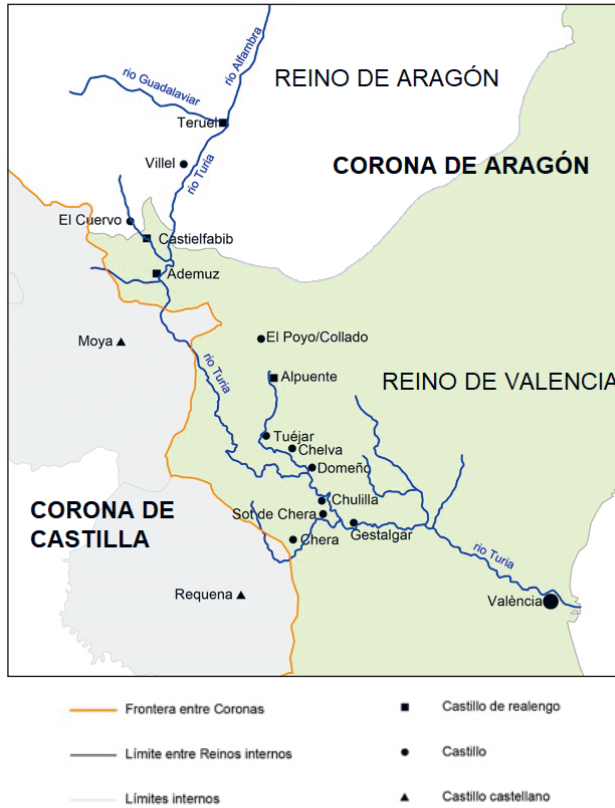 río Alfambra
río Guadalaviar
REINO DE ARAGÓN
Teruel
Villel
río Turia
CORONA DE ARAGÓN
El Cuervo
Castielfabib
Ademuz
Moya
El Poyo/Collado
río Turia
Alpuente
REINO DE VALENCIA
Tuéjar
Chelva
Domeño
CORONA DE
CASTILLA
Chulilla
Sot de Chera
Gestalgar
Chera
río Turia
Requena
València
Frontera entre Coronas
Castillo de realengo
Límite entre Reinos internos
Castillo
Límites internos
Castillo castellano